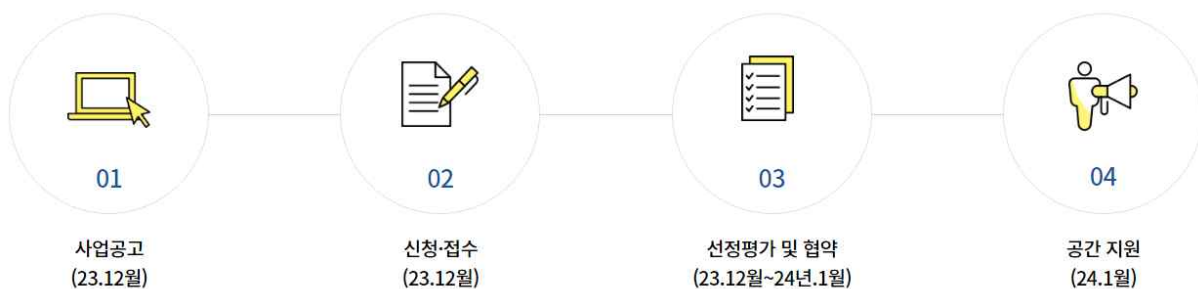 01
02
03
04
사업공고
(23.12월)
신청·접수
(23.12월)
선정평가 및 협약
(23.12월~24년.1월)
공간 지원
(24.1월)